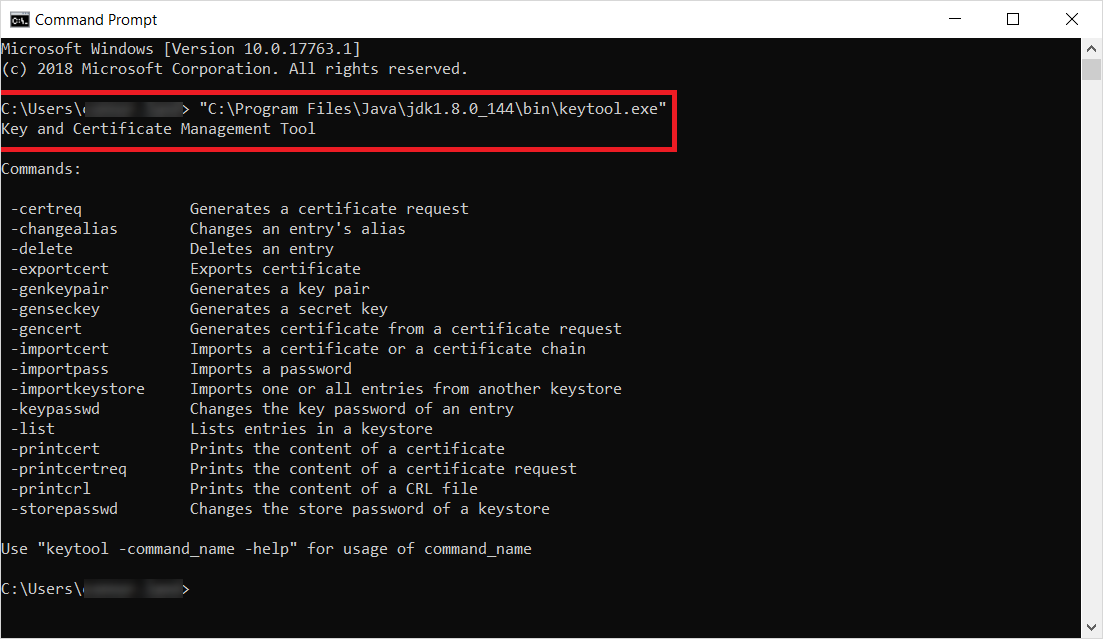 Command Prompt
Microsoft Windows [Version 10.0.17763.1]
(c) 2018 Microsoft Corporation. All rights reserved.
C:\Users\> "C:\Program Files\Java\jdk1.8.0_144\bin\keytool.exe"
Key and Certificate Management Tool
Commands:
-certreq Generates a certificate request
-changealias Changes an entry's alias
-delete Deletes an entry
-exportcert Exports certificate
-genkeypair Generates a key pair
-genseckey Generates a secret key
-gencert Generates certificate from a certificate request
-importcert Imports a certificate or a certificate chain
-importpass Imports a password
-importkeystore Imports one or all entries from another keystore
-keypasswd Changes the key password of an entry
-list Lists entries in a keystore
-printcert Prints the content of a certificate
-printcertreq Prints the content of a certificate request
-printcrl Prints the content of a CRL file
-storepasswd Changes the store password of a keystore
Use "keytool -command_name -help" for usage of command_name
C:\Users\>